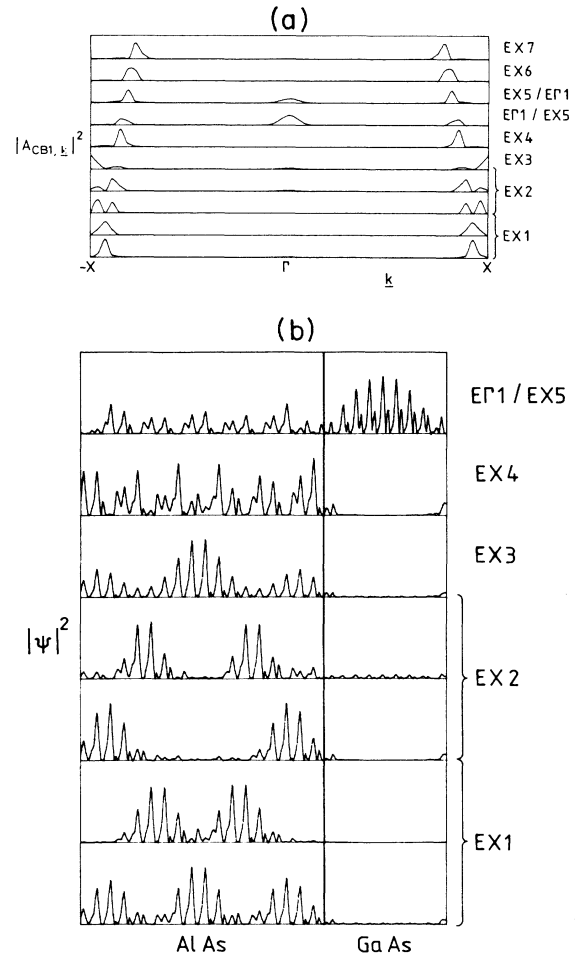 (a)
EX7
EX6
EX5/EΓ1
EΓ1/EX5
|A_CB1,k|²
EX4
EX3
EX2
EX1
-X Γ X
k
(b)
EΓ1/EX5
EX4
EX3
|Ψ|²
EX2
EX1
Al As Ga As